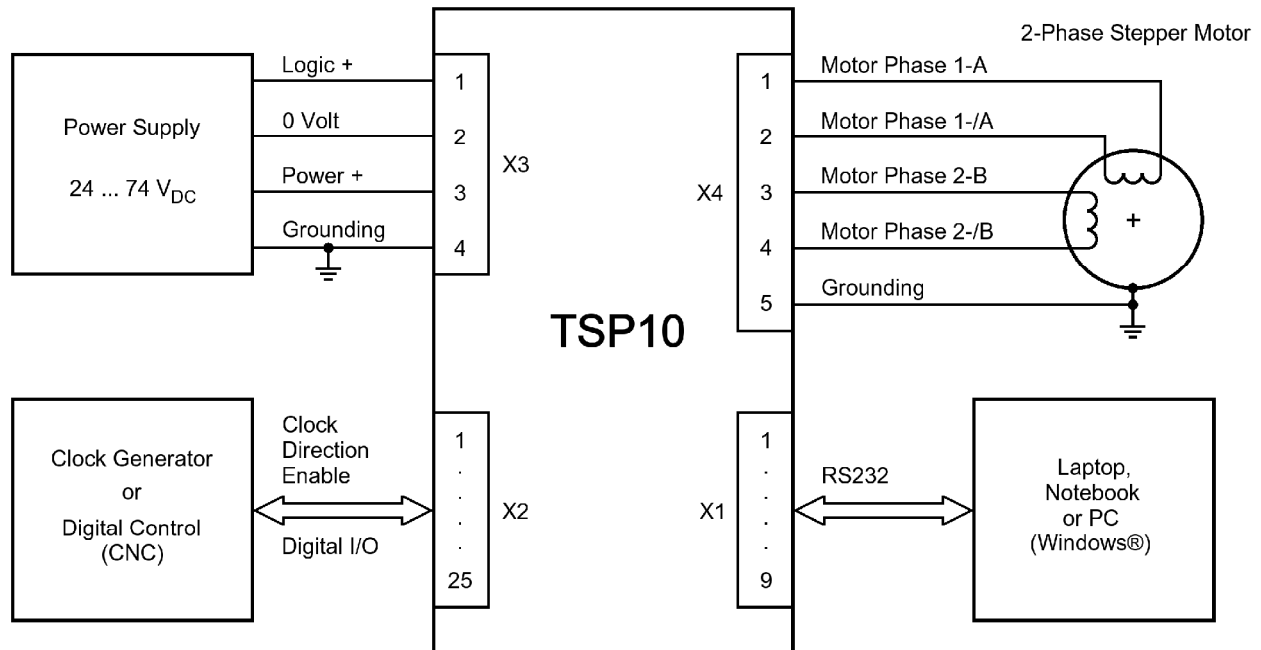 2-Phase Stepper Motor
Power Supply
24 ... 74 VDC
Logic +
0 Volt
Power +
Grounding
1
2
3
4
X3
TSP10
X4
1
2
3
4
5
Motor Phase 1-A
Motor Phase 1-/A
Motor Phase 2-B
Motor Phase 2-/B
Grounding
+
Clock Generator
or
Digital Control
(CNC)
Clock
Direction
Enable
Digital I/O
1
.
.
.
.
25
X2
X1
1
.
.
.
.
9
RS232
Laptop,
Notebook
or PC
(Windows®)